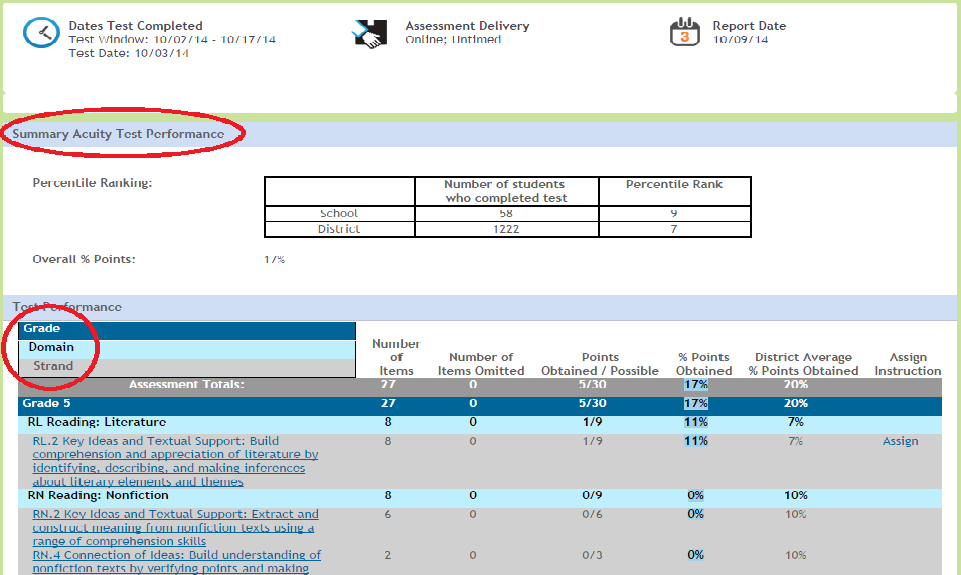 Dates Test Completed
Test Window: 10/02/14 - 10/17/14
Test Date: 10/03/14
Assessment Delivery
Online; Untimed
3
Report Date
10/09/14
Summary Acuity Test Performance
Percentile Ranking:
Number of students who completed test Percentile Rank
School 58 9
District 1222 7
Overall % Points: 17%
Test Performance
Grade
Domain
Strand
Number of Items Number of Items Omitted Points Obtained / Possible % Points Obtained District Average % Points Obtained Assign Instruction
Assessment Totals: 27 0 5/30 17% 20%
Grade 5 27 0 5/30 17% 20%
RL Reading: Literature 8 0 1/9 11% 7%
RL.2 Key Ideas and Textual Support: Build 8 0 1/9 11% 7% Assign
comprehension and appreciation of literature by
identifying, describing, and making inferences
about literary elements and themes
RN Reading: Nonfiction 8 0 0/9 0% 10%
RN.2 Key Ideas and Textual Support: Extract and 6 0 0/6 0% 10%
construct meaning from nonfiction texts using a
range of comprehension skills
RN.4 Connection of Ideas: Build understanding of 2 0 0/3 0% 10%
nonfiction texts by verifying points and making